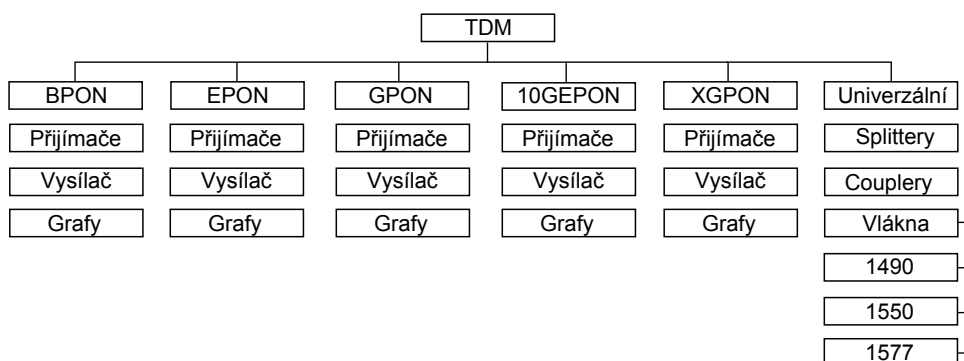 TDM
BPON EPON GPON 10GEPON XGPON Univerzální
Přijímače Přijímače Přijímače Přijímače Přijímače Splittery
Vysílač Vysílač Vysílač Vysílač Vysílač Couplery
Grafy Grafy Grafy Grafy Grafy Vlákna
1490
1550
1577